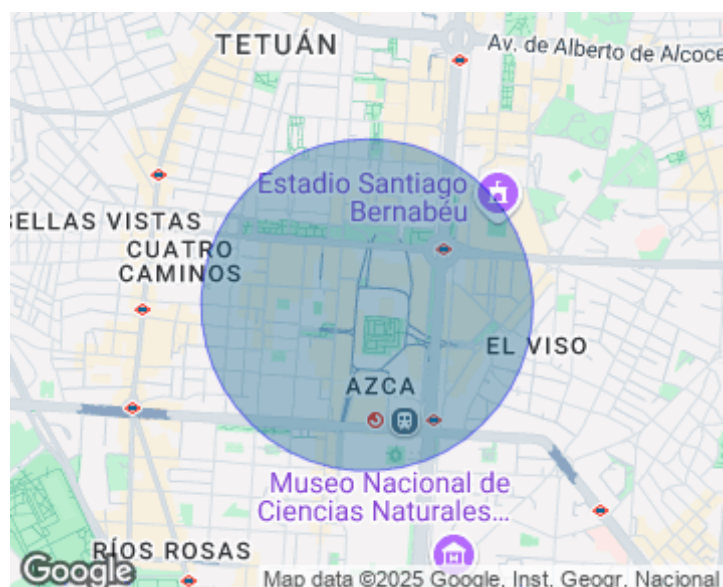 TETUÁN
Av. de Alberto de Alcoce
Estadio Santiago
Bernabéu
BELLAS VISTAS
CUATRO
CAMINOS
EL VISO
AZCA
Museo Nacional de
Ciencias Naturales...
RÍOS ROSAS
Google
Map data ©2025 Google, Inst. Geogr. Nacional